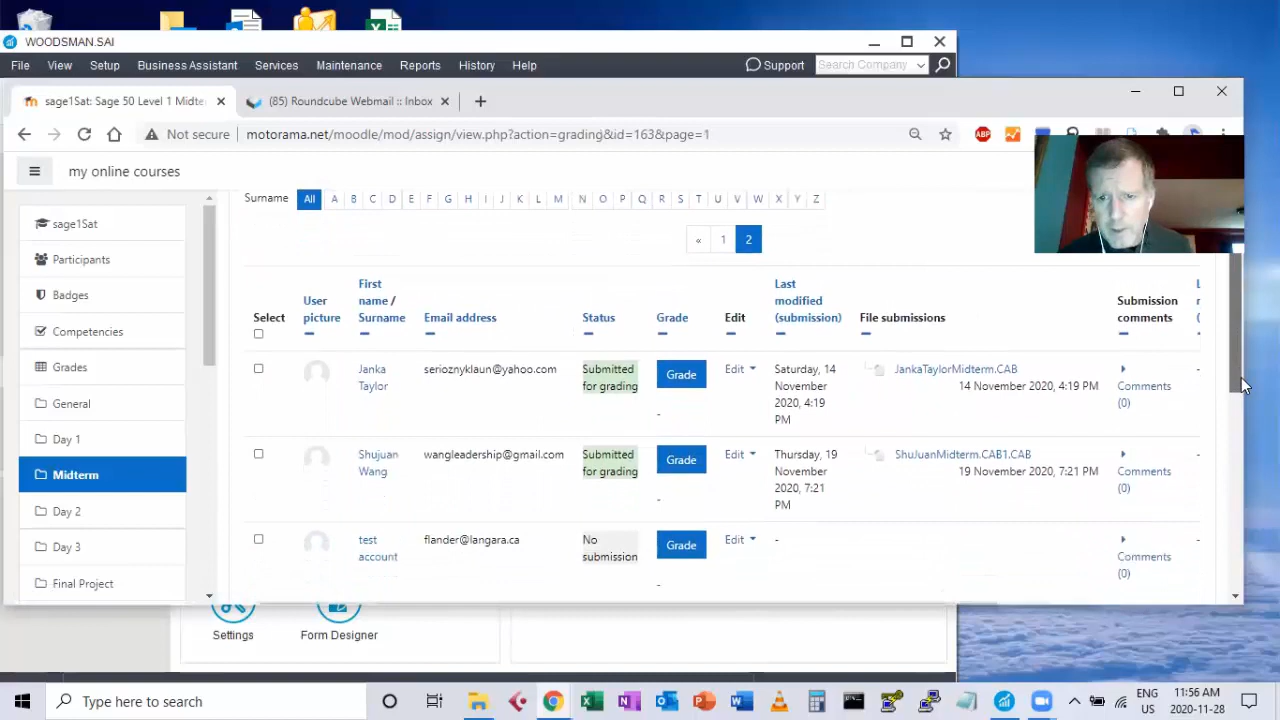 WOODSMAN.SAI
File View Setup Business Assistant Services Maintenance Reports History Help Support Search Company
sage1Sat: Sage 50 Level 1 Midte (85) Roundcube Webmail :: Inbox
Not secure motorama.net/moodle/mod/assign/view.php?action=grading&id=163&page=1 ABP
my online courses
Surname All A B C D E F G H I J K L M N O P Q R S T U V W X Y Z
« 1 2
sage1Sat
Participants
Badges
Competencies
Grades
General
Day 1
Midterm
Day 2
Day 3
Final Project
Select
User picture
First name / Surname
Email address
Status
Grade
Edit
Last modified (submission)
File submissions
Submission comments
Janka Taylor
serioznyklaun@yahoo.com
Submitted for grading
Grade
-
Edit
Saturday, 14 November 2020, 4:19 PM
JankaTaylorMidterm.CAB
14 November 2020, 4:19 PM
Comments (0)
-
Shujuan Wang
wangleadership@gmail.com
Submitted for grading
Grade
-
Edit
Thursday, 19 November 2020, 7:21 PM
ShuJuanMidterm.CAB1.CAB
19 November 2020, 7:21 PM
Comments (0)
-
test account
flander@langara.ca
No submission
Grade
-
Edit
-
Comments (0)
-
Settings Form Designer
Type here to search
ENG
US
11:56 AM
2020-11-28